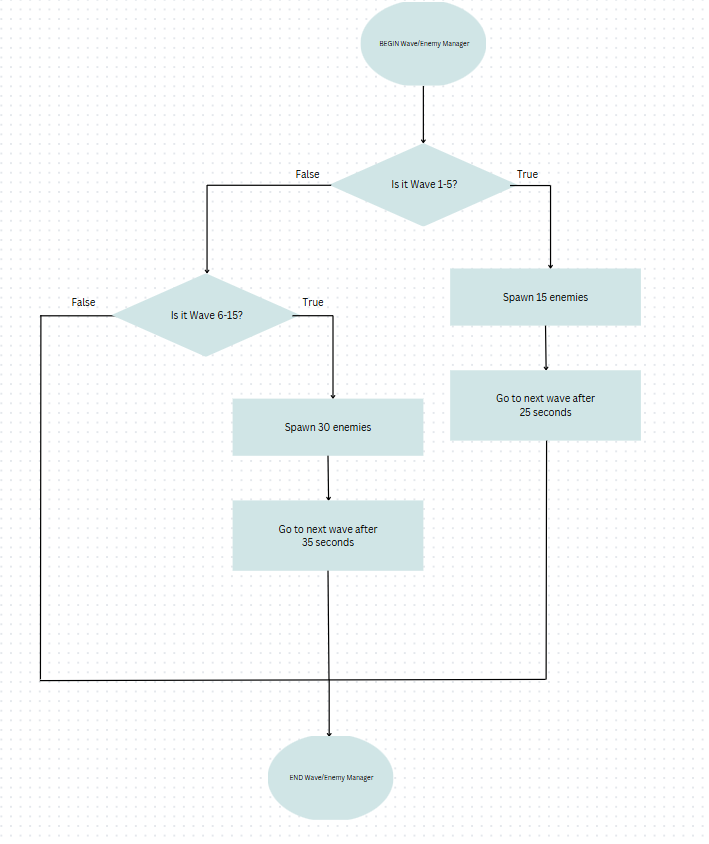 BEGIN Wave/Enemy Manager
False
Is it Wave 1-5?
True
Spawn 15 enemies
False
Is it Wave 6-15?
True
Go to next wave after
25 seconds
Spawn 30 enemies
Go to next wave after
35 seconds
END Wave/Enemy Manager